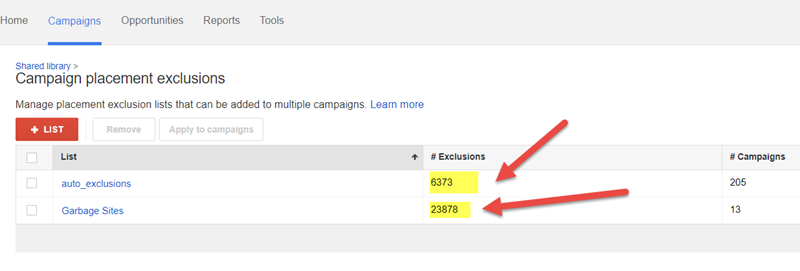 Home Campaigns Opportunities Reports Tools
Shared library >
Campaign placement exclusions
Manage placement exclusion lists that can be added to multiple campaigns. Learn more
+ LIST Remove Apply to campaigns
List # Exclusions # Campaigns
auto_exclusions 6373 205
Garbage Sites 23878 13